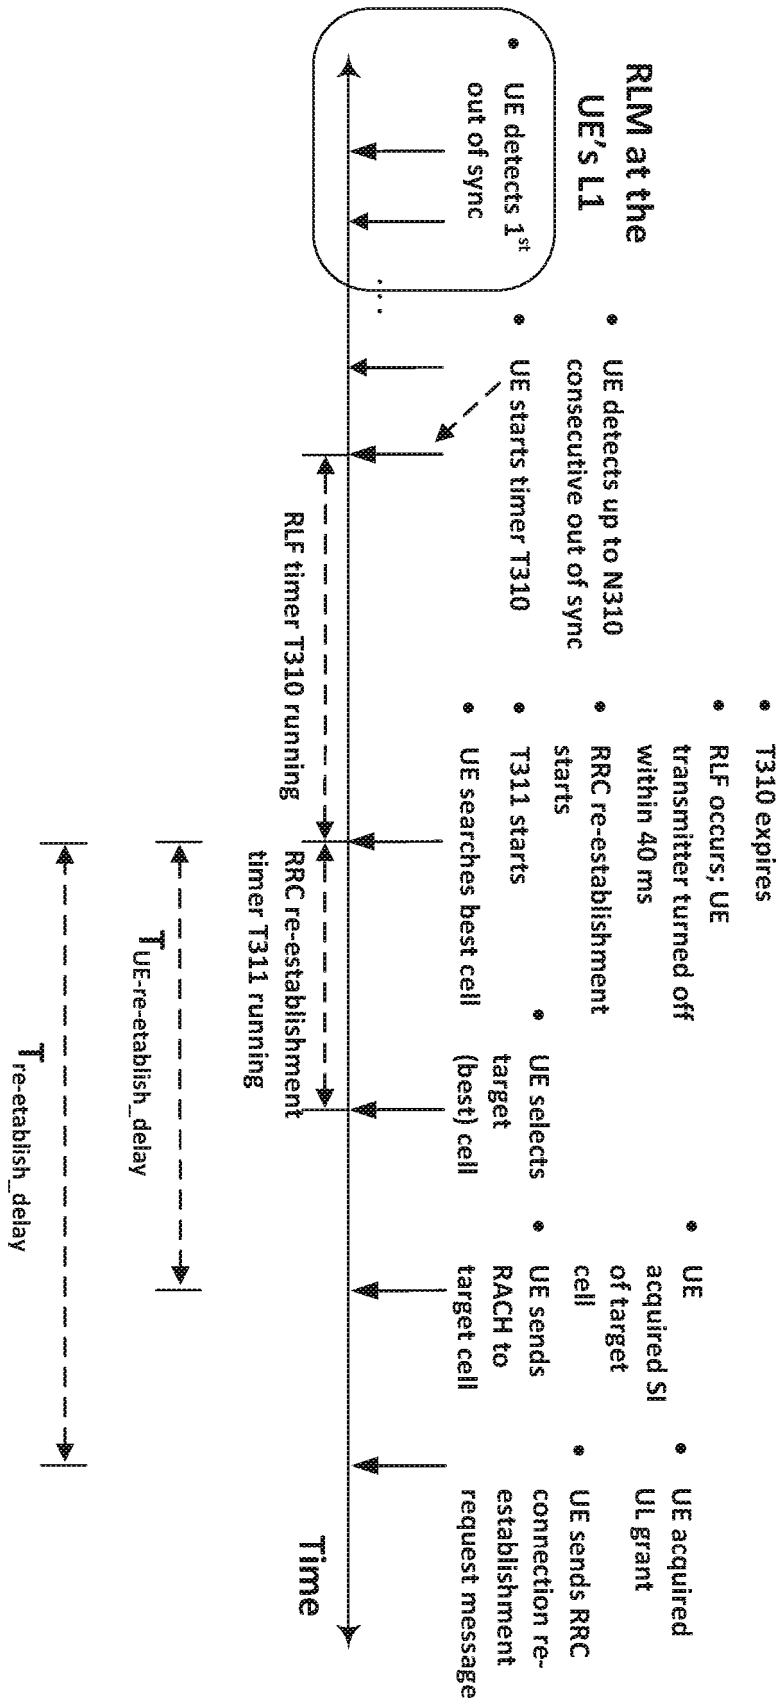 RLM at the
UE's L1
• UE detects 1st
out of sync
...
• UE detects up to N310
consecutive out of sync
• UE starts timer T310
• T310 expires
• RLF occurs; UE
transmitter turned off
within 40 ms
• RRC re-establishment
starts
• T311 starts
• UE searches best cell
• UE selects
target
(best) cell
• UE
acquired SI
of target
cell
• UE sends
RACH to
target cell
• UE acquired
UL grant
• UE sends RRC
connection re-
establishment
request message
RLF timer T310 running
RRC re-establishment
timer T311 running
Time
TUE-re-etablish_delay
Tre-etablish_delay